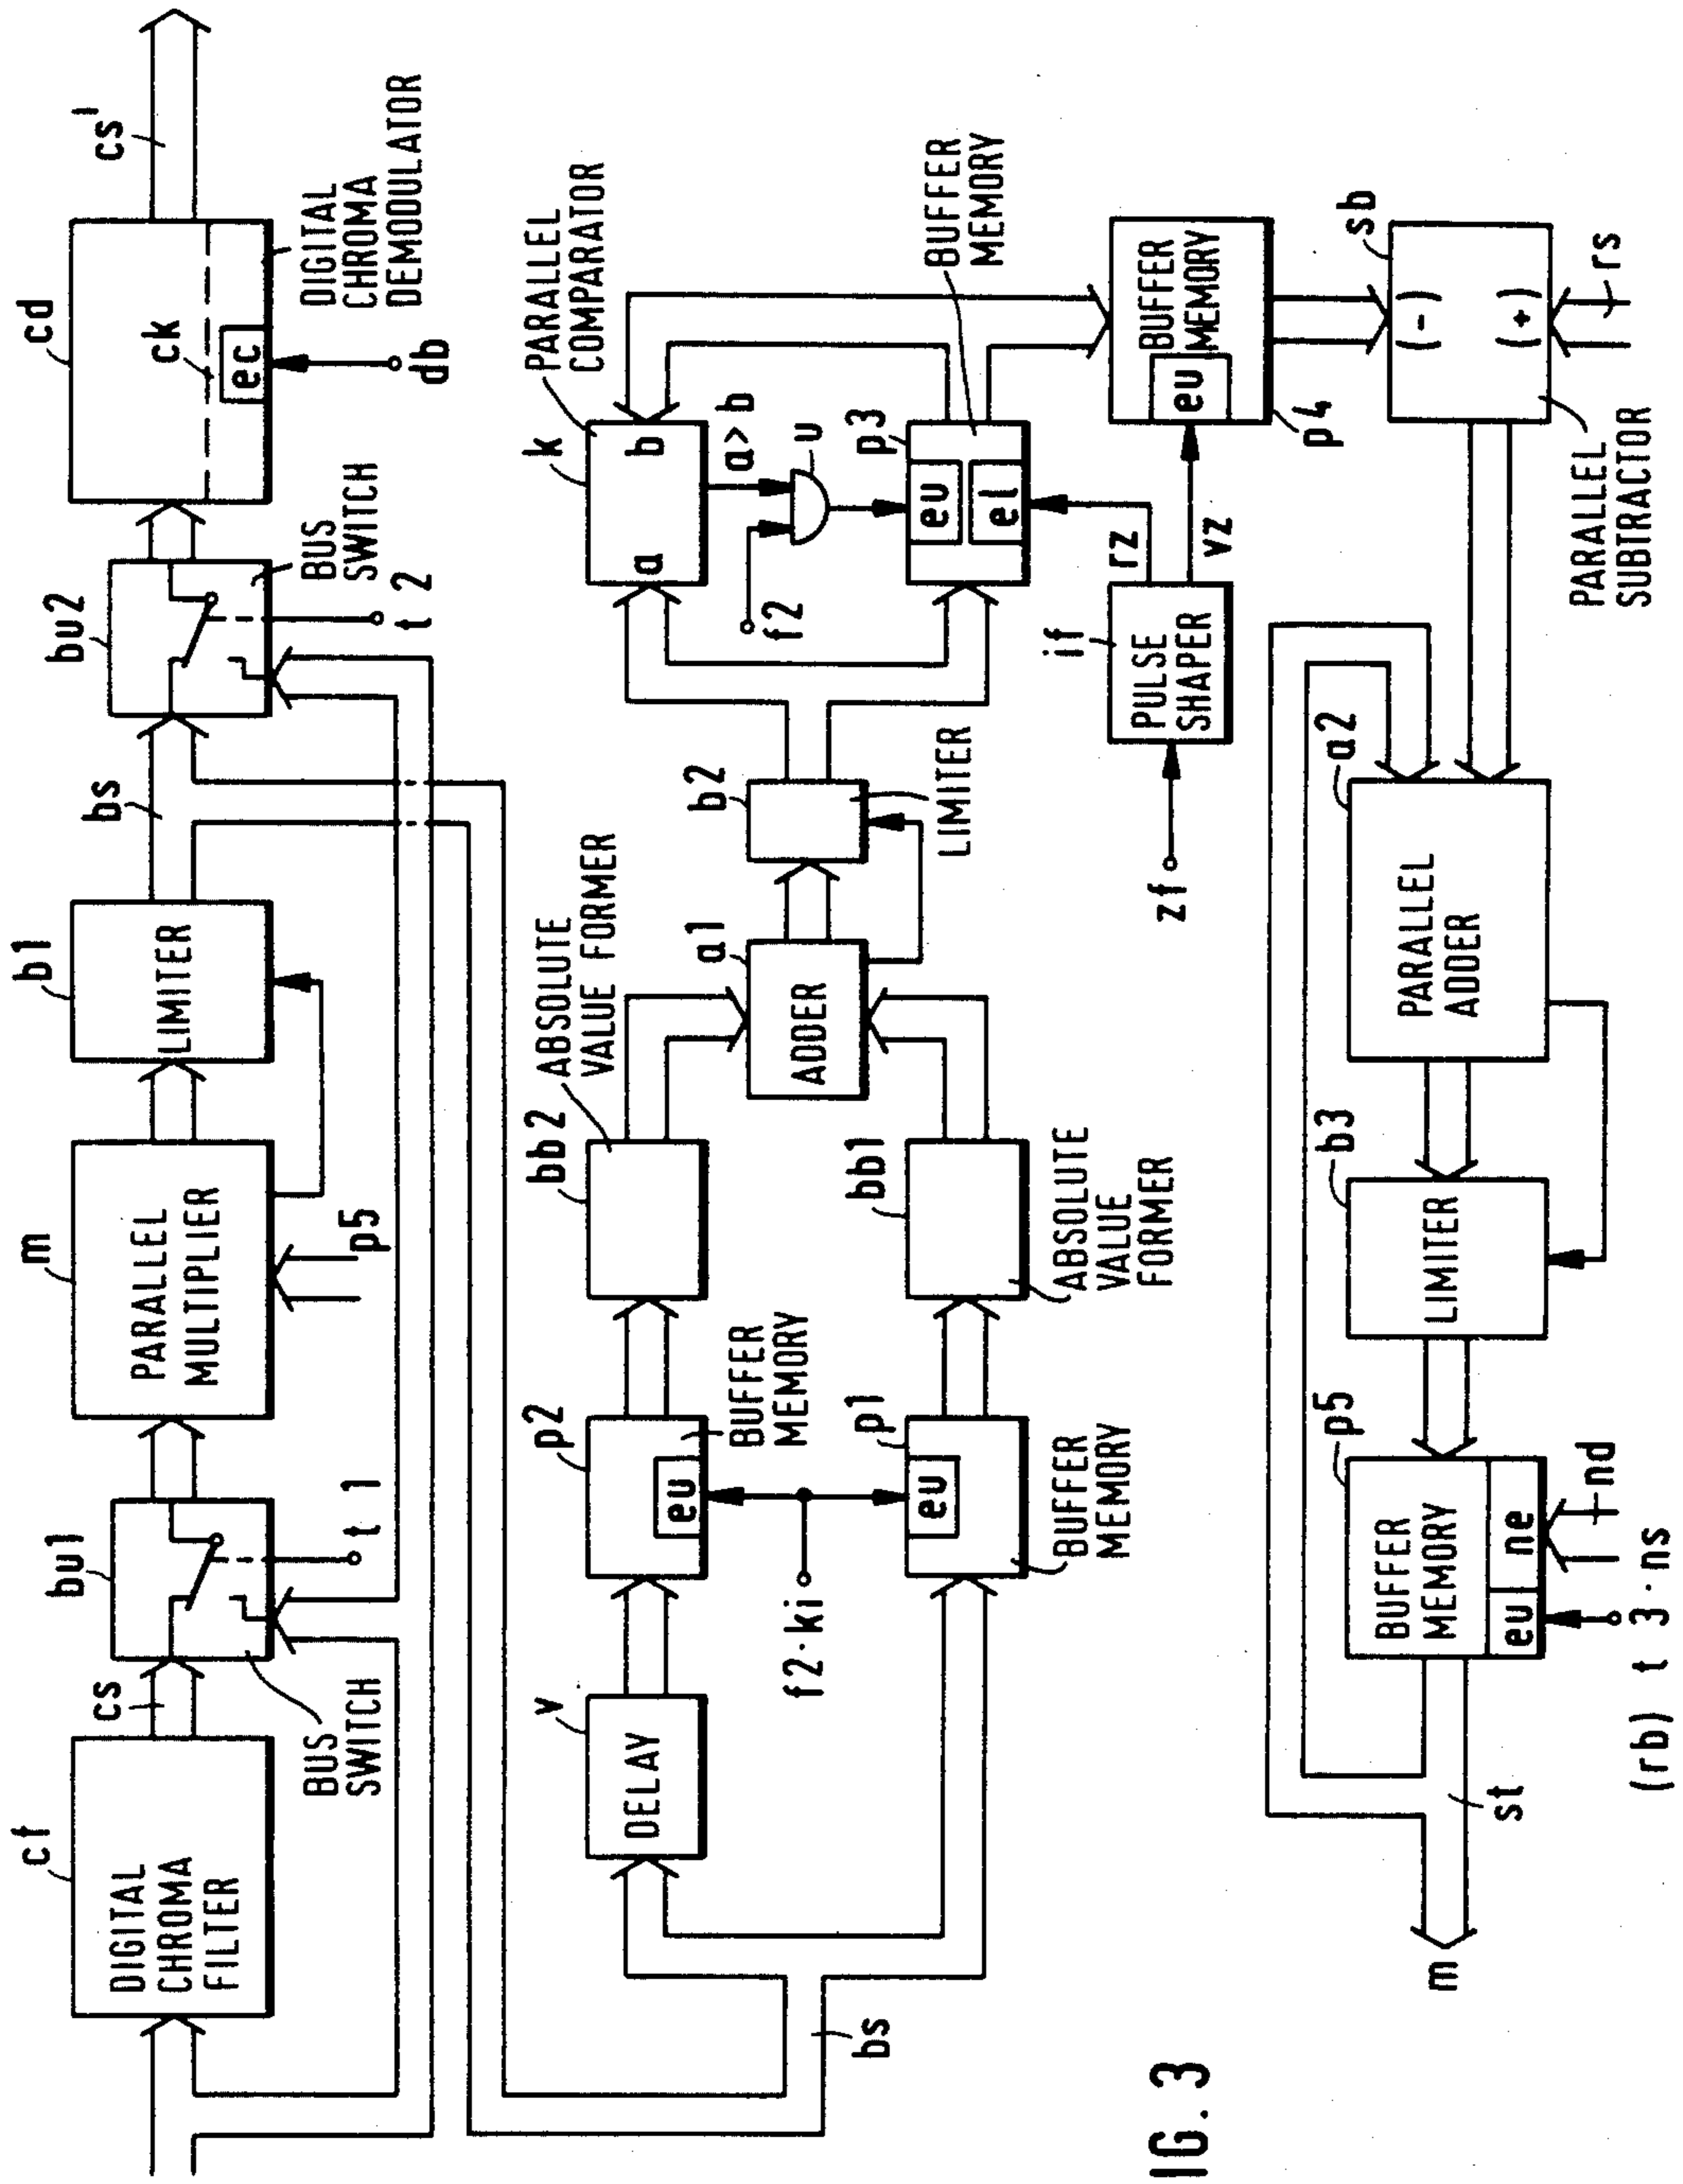 cf
DIGITAL
CHROMA
FILTER
cs
bu1
BUS
SWITCH
t1
m
PARALLEL
MULTIPLIER
p5
b1
LIMITER
bs
bu2
BUS
SWITCH
t2
cd
ck
ec
db
DIGITAL
CHROMA
DEMODULATOR
cs'
bs
v
DELAY
f2·ki
p2
eu
BUFFER
MEMORY
p1
eu
BUFFER
MEMORY
bb2
ABSOLUTE
VALUE FORMER
bb1
ABSOLUTE
VALUE
FORMER
a1
ADDER
b2
LIMITER
k
PARALLEL
COMPARATOR
a
b
a>b
f2
u
p3
eu
el
BUFFER
MEMORY
zf
if
PULSE
SHAPER
rz
vz
BUFFER
MEMORY
eu
p4
sb
(-)
(+)
rs
PARALLEL
SUBTRACTOR
a2
PARALLEL
ADDER
b3
LIMITER
p5
BUFFER
MEMORY
eu
ne
nd
(rb) t3·ns
st
m
IG. 3